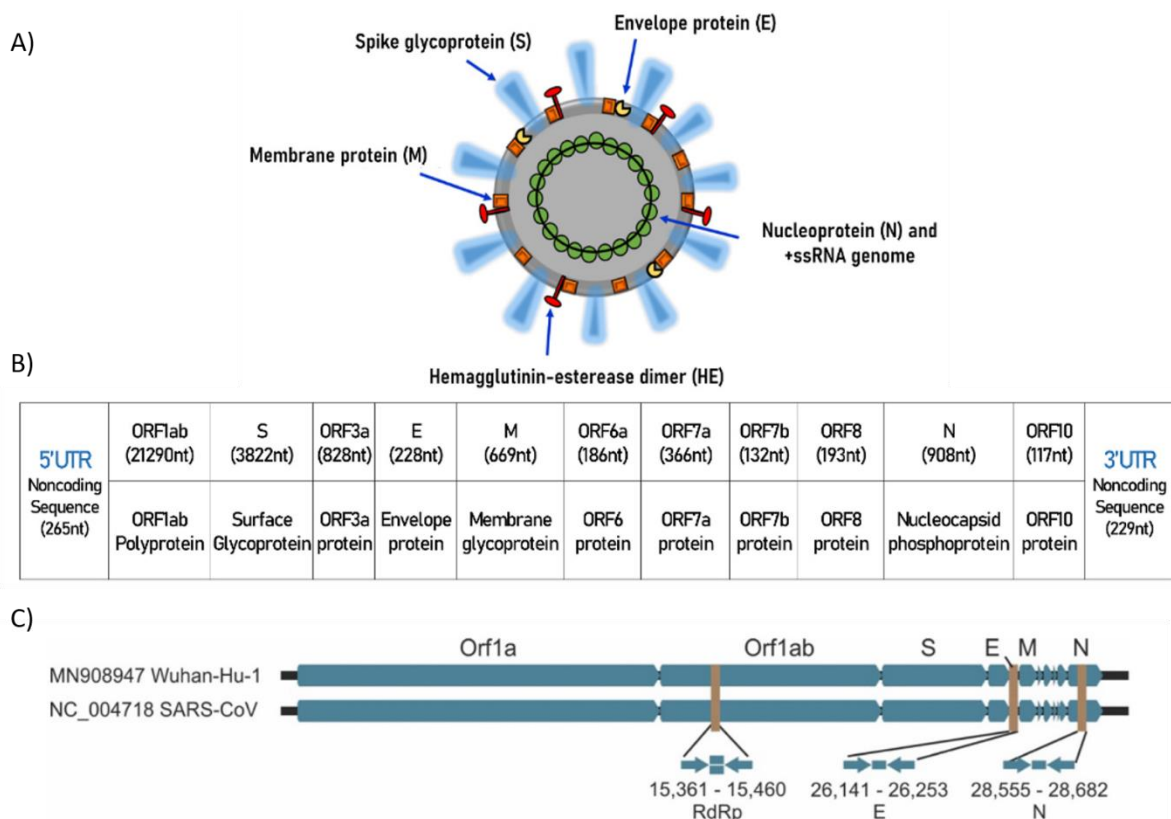 A)
Envelope protein (E)
Spike glycoprotein (S)
Membrane protein (M)
Nucleoprotein (N) and
+ssRNA genome
Hemagglutinin-esterease dimer (HE)
B)
5'UTR
Noncoding
Sequence
(265nt)
ORF1ab
(21290nt)
S
(3822nt)
ORF3a
(828nt)
E
(228nt)
M
(669nt)
ORF6a
(186nt)
ORF7a
(366nt)
ORF7b
(132nt)
ORF8
(193nt)
N
(908nt)
ORF10
(117nt)
3'UTR
Noncoding
Sequence
(229nt)
ORF1ab
Polyprotein
Surface
Glycoprotein
ORF3a
protein
Envelope
protein
Membrane
glycoprotein
ORF6
protein
ORF7a
protein
ORF7b
protein
ORF8
protein
Nucleocapsid
phosphoprotein
ORF10
protein
C)
Orf1a Orf1ab S E M N
MN908947 Wuhan-Hu-1
NC_004718 SARS-CoV
15,361 - 15,460 26,141 - 26,253 28,555 - 28,682
RdRp E N